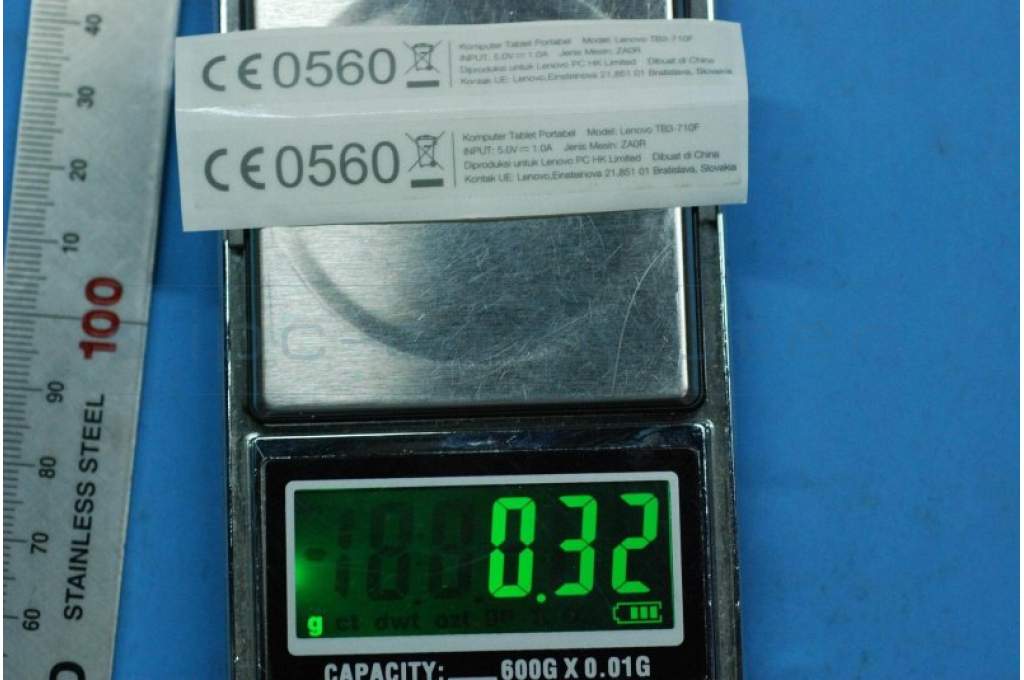 CE0560
Komputer Tablet Portabel Model: Lenovo TB3-710F
INPUT: 5.0V⎓1.0A Jenis Mesin: ZA0R
Diproduksi untuk Lenovo PC HK Limited Dibuat di China
Kontak UE: Lenovo,Einsteinova 21,851 01 Bratislava, Slovakia
CE0560
Komputer Tablet Portabel Model: Lenovo TB3-710F
INPUT: 5.0V⎓1.0A Jenis Mesin: ZA0R
Diproduksi untuk Lenovo PC HK Limited Dibuat di China
Kontak UE: Lenovo,Einsteinova 21,851 01 Bratislava, Slovakia
40
30
20
10
100
90
80
70
60
STAINLESS STEEL
0.32
g ct dwt ozt gn
CAPACITY: 600G X 0.01G